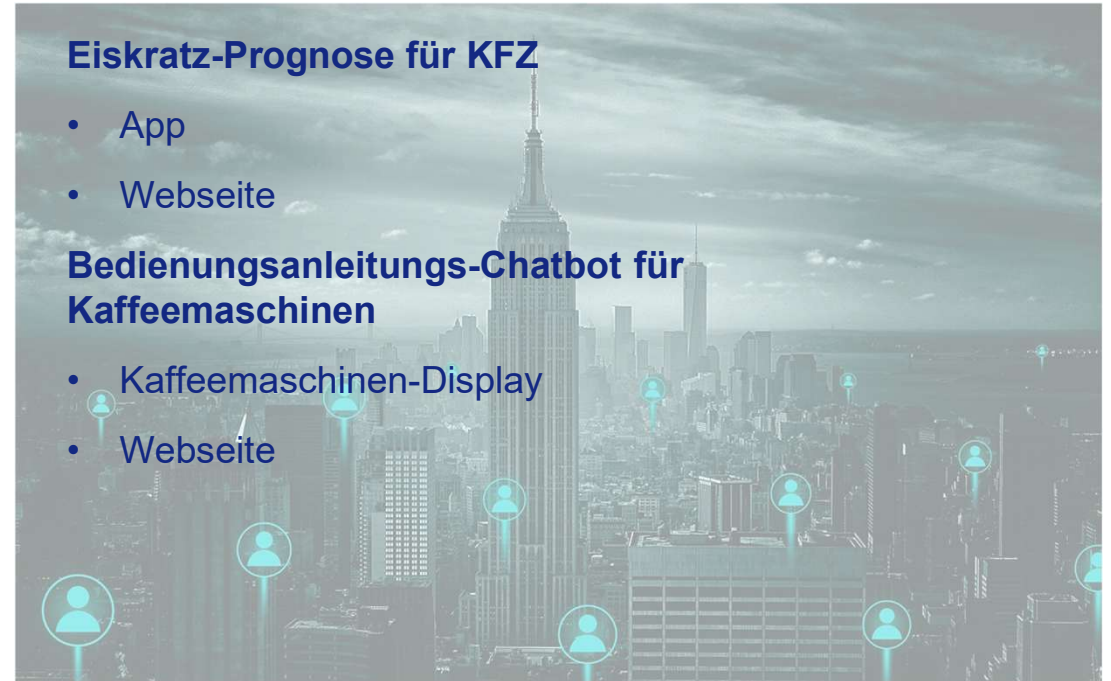 Eiskratz-Prognose für KFZ
• App
• Webseite
Bedienungsanleitungs-Chatbot für
Kaffeemaschinen
• Kaffeemaschinen-Display
• Webseite